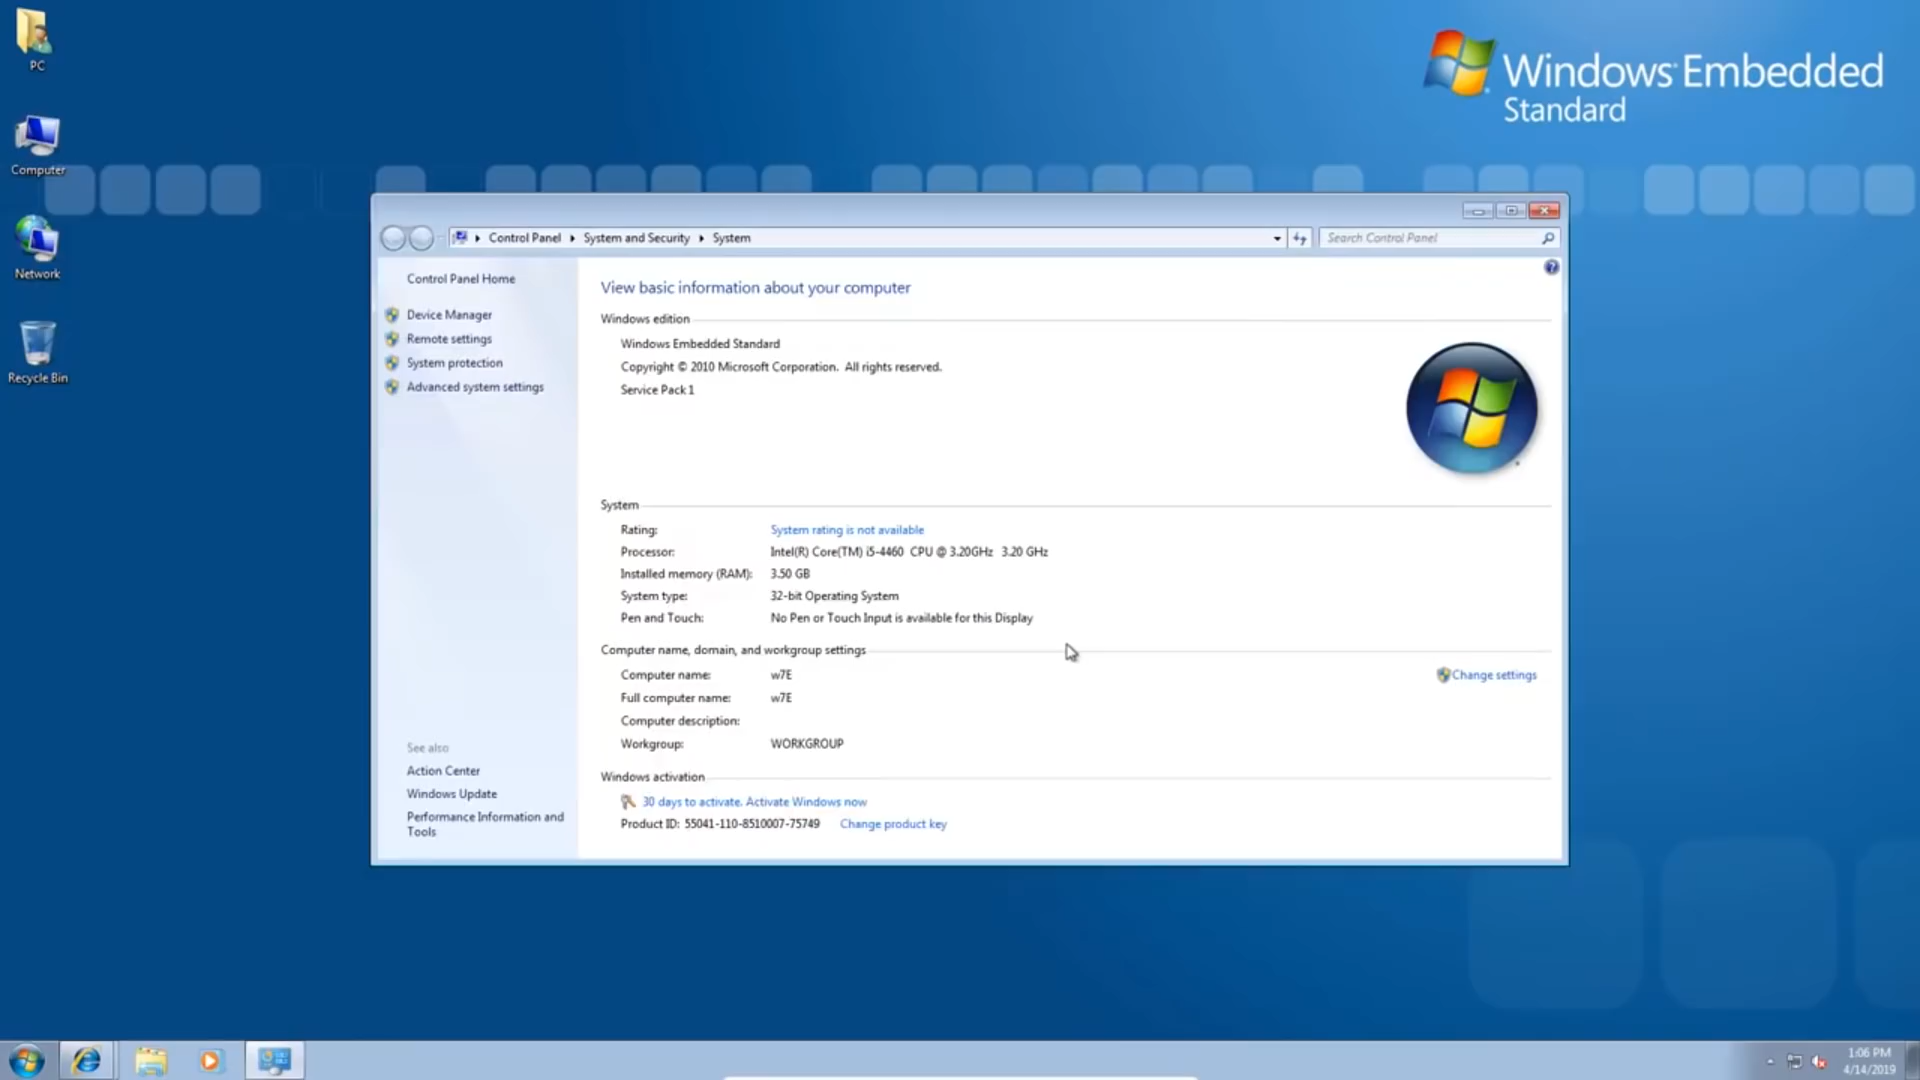 PC
Computer
Network
Recycle Bin
Windows Embedded
Standard
Control Panel
System and Security
System
Search Control Panel
Control Panel Home
Device Manager
Remote settings
System protection
Advanced system settings
See also
Action Center
Windows Update
Performance Information and
Tools
View basic information about your computer
Windows edition
Windows Embedded Standard
Copyright © 2010 Microsoft Corporation. All rights reserved.
Service Pack 1
System
Rating: System rating is not available
Processor: Intel(R) Core(TM) i5-4460 CPU @ 3.20GHz 3.20 GHz
Installed memory (RAM): 3.50 GB
System type: 32-bit Operating System
Pen and Touch: No Pen or Touch Input is available for this Display
Computer name, domain, and workgroup settings
Computer name: w7E
Change settings
Full computer name: w7E
Computer description:
Workgroup: WORKGROUP
Windows activation
30 days to activate. Activate Windows now
Product ID: 55041-110-8510007-75749 Change product key
1:06 PM
4/14/2019